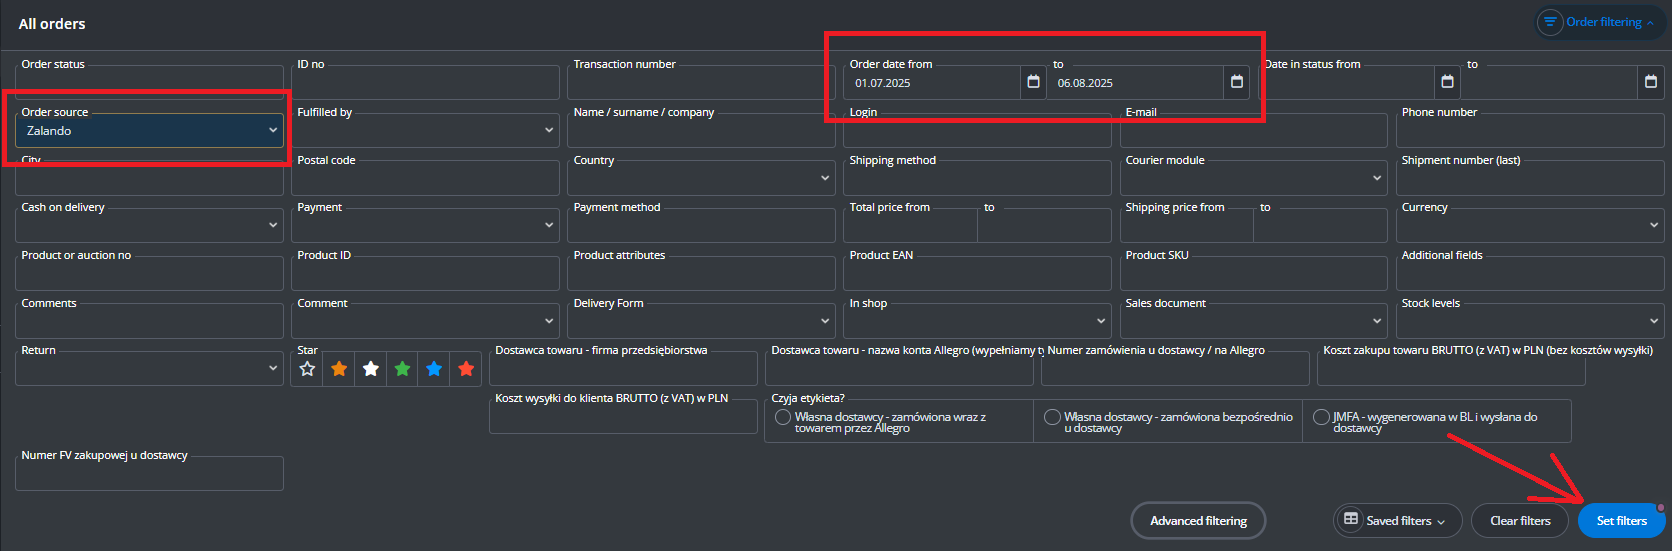 All orders
Order filtering
Order status
ID no
Transaction number
Order date from
to
Date in status from
to
01.07.2025
06.08.2025
Order source
Fulfilled by
Name / surname / company
Login
E-mail
Phone number
Zalando
City
Postal code
Country
Shipping method
Courier module
Shipment number (last)
Cash on delivery
Payment
Payment method
Total price from
to
Shipping price from
to
Currency
Product or auction no
Product ID
Product attributes
Product EAN
Product SKU
Additional fields
Comments
Comment
Delivery Form
In shop
Sales document
Stock levels
Return
Star
Dostawca towaru - firma przedsiębiorstwa
Dostawca towaru - nazwa konta Allegro (wypełniamy ty
Numer zamówienia u dostawcy / na Allegro
Koszt zakupu towaru BRUTTO (z VAT) w PLN (bez kosztów wysyłki)
Koszt wysyłki do klienta BRUTTO (z VAT) w PLN
Czyja etykieta?
Własna dostawcy - zamówiona wraz z
towarem przez Allegro
Własna dostawcy - zamówiona bezpośrednio
u dostawcy
JMFA - wygenerowana w BL i wysłana do
dostawcy
Numer FV zakupowej u dostawcy
Advanced filtering
Saved filters
Clear filters
Set filters